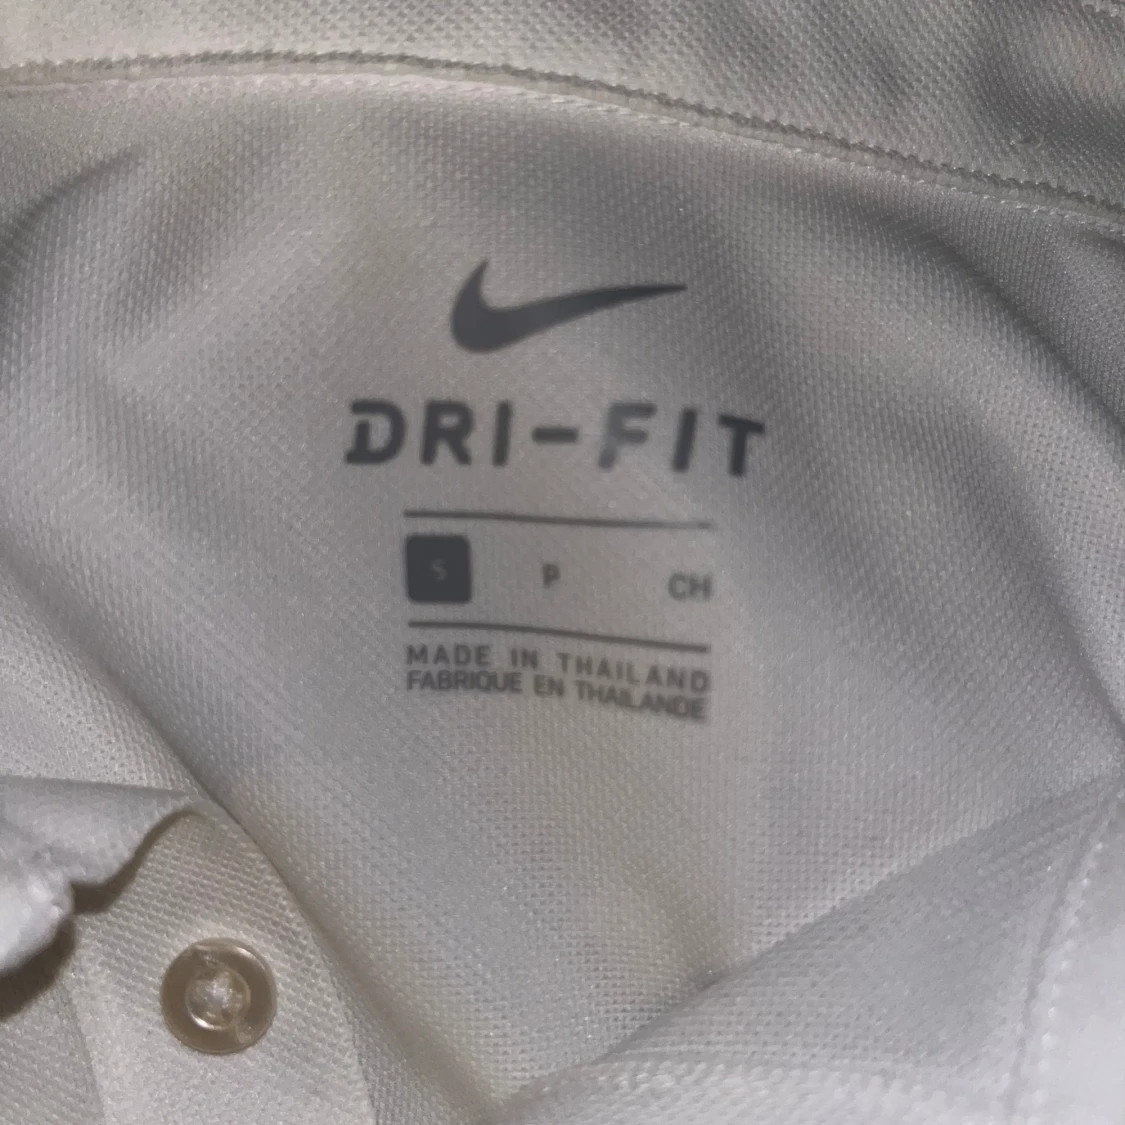 DRI-FIT
S P CH
MADE IN THAILAND
FABRIQUE EN THAILANDE